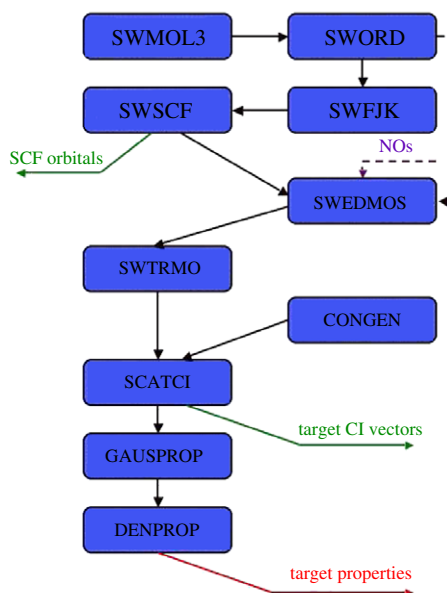 SWMOL3
SWORD
SWSCF
SWFJK
SCF orbitals
NOs
SWEDMOS
SWTRMO
CONGEN
SCATCI
target CI vectors
GAUSPROP
DENPROP
target properties